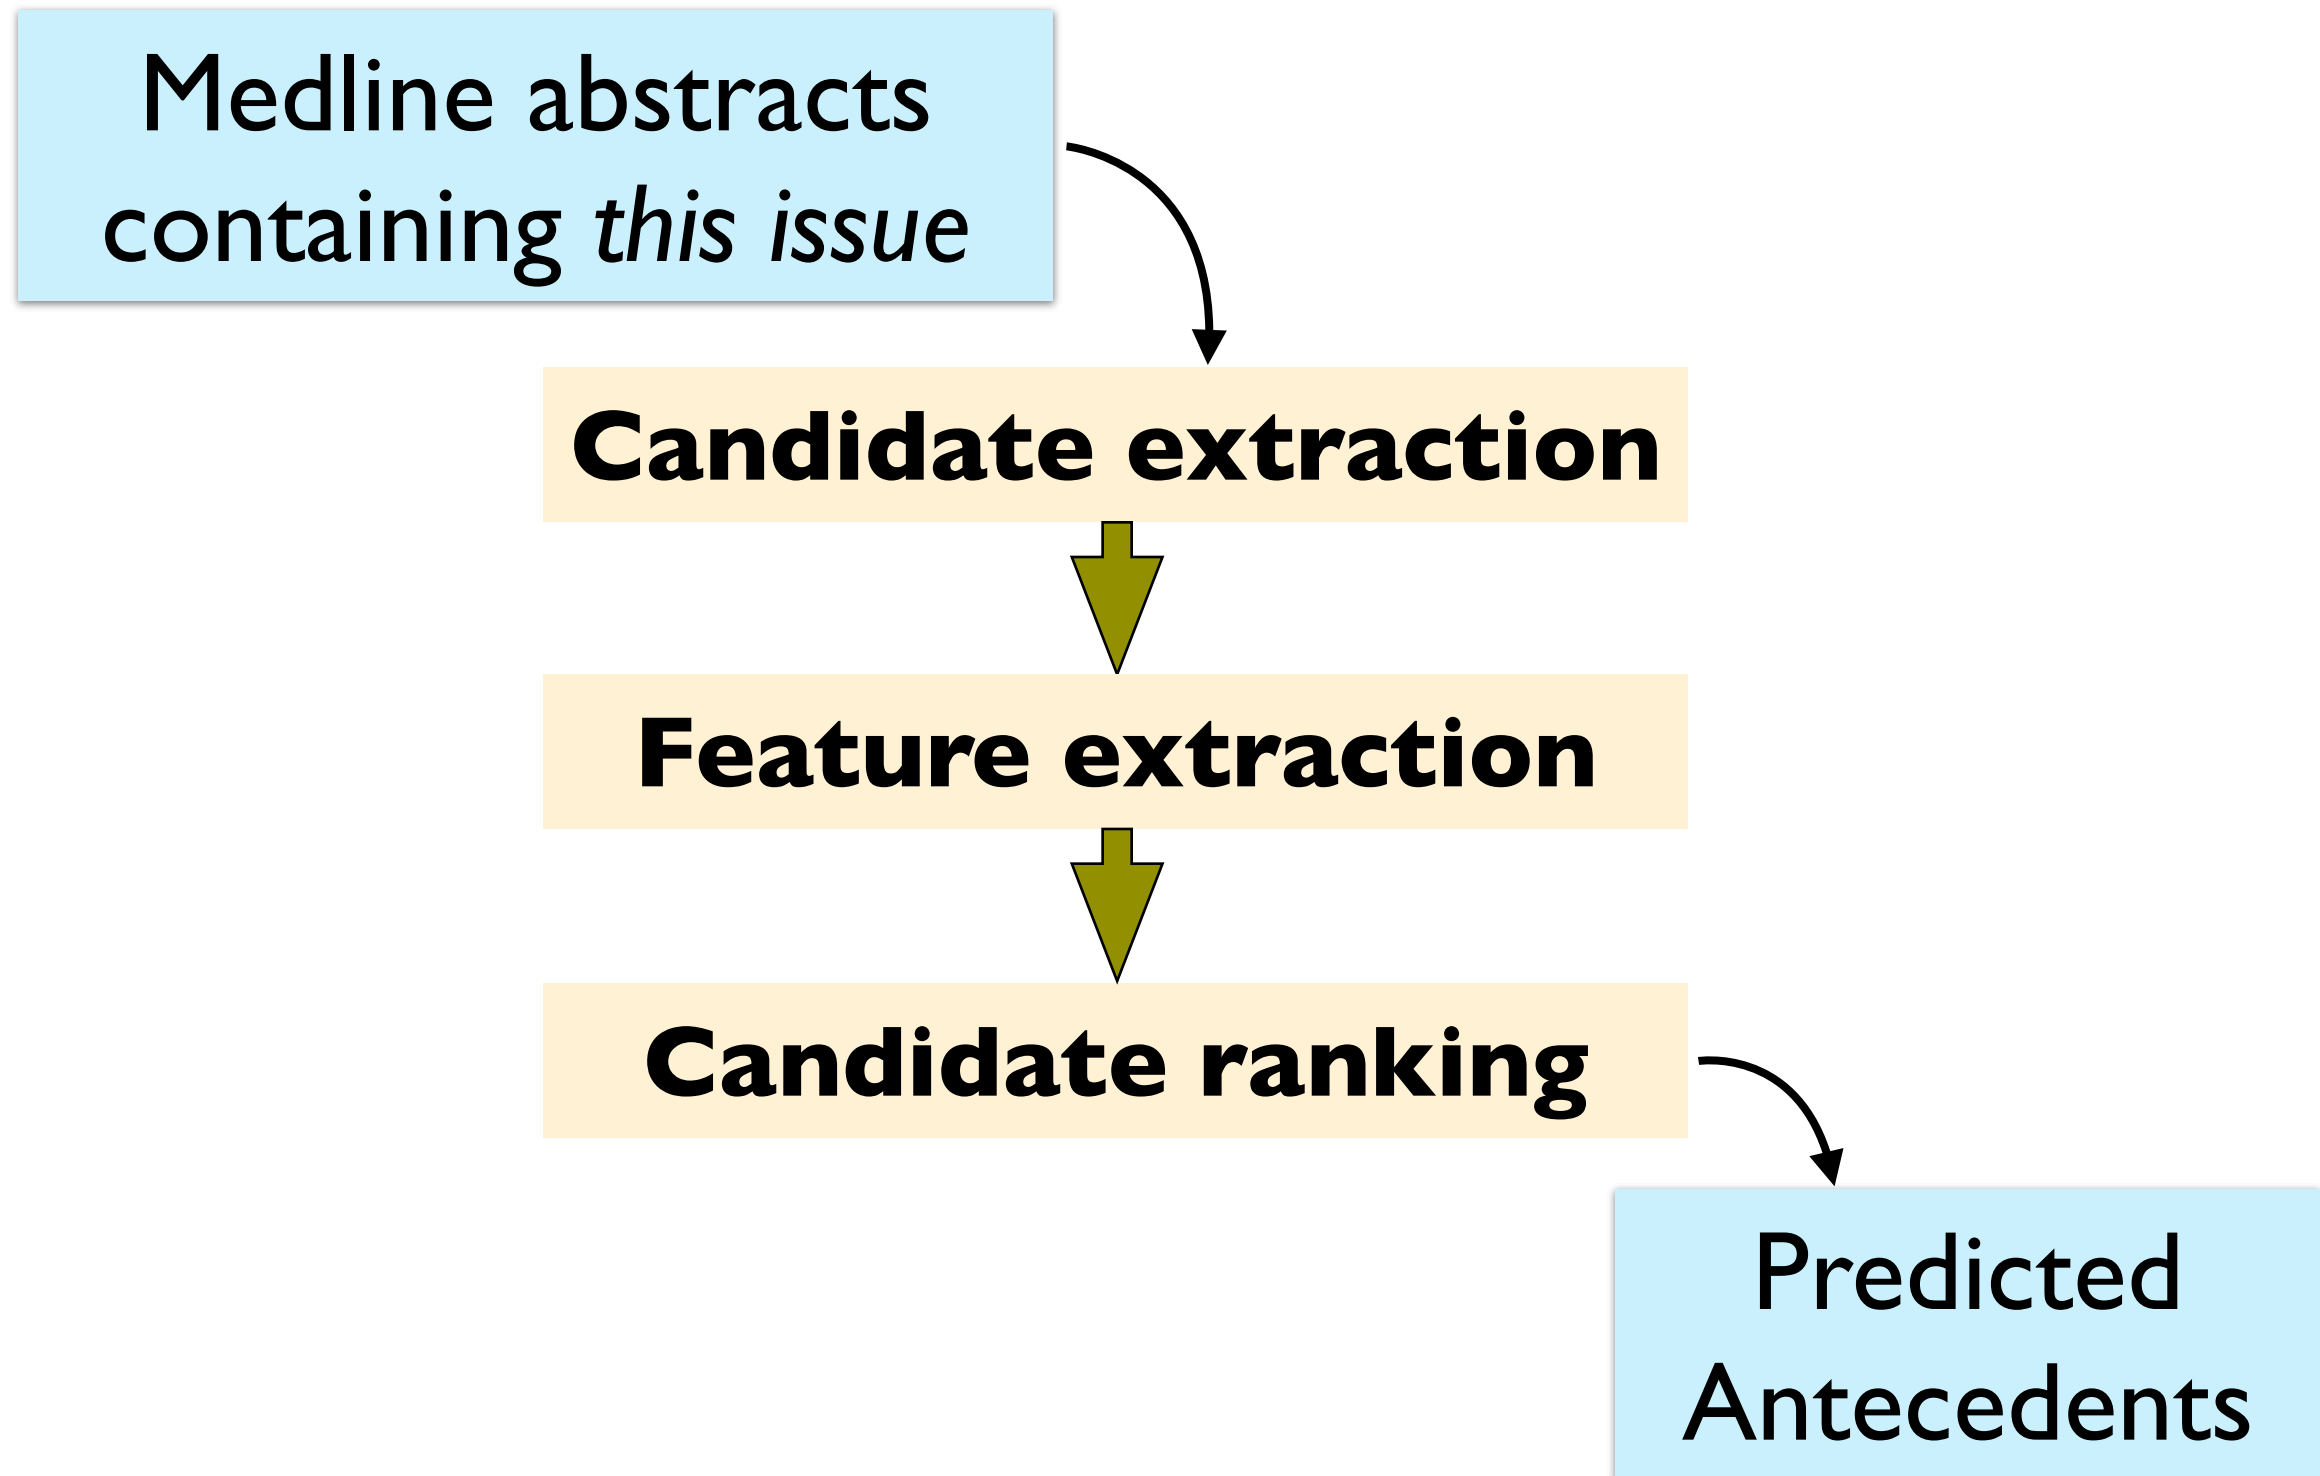 Medline abstracts
containing this issue
Candidate extraction
Feature extraction
Candidate ranking
Predicted
Antecedents